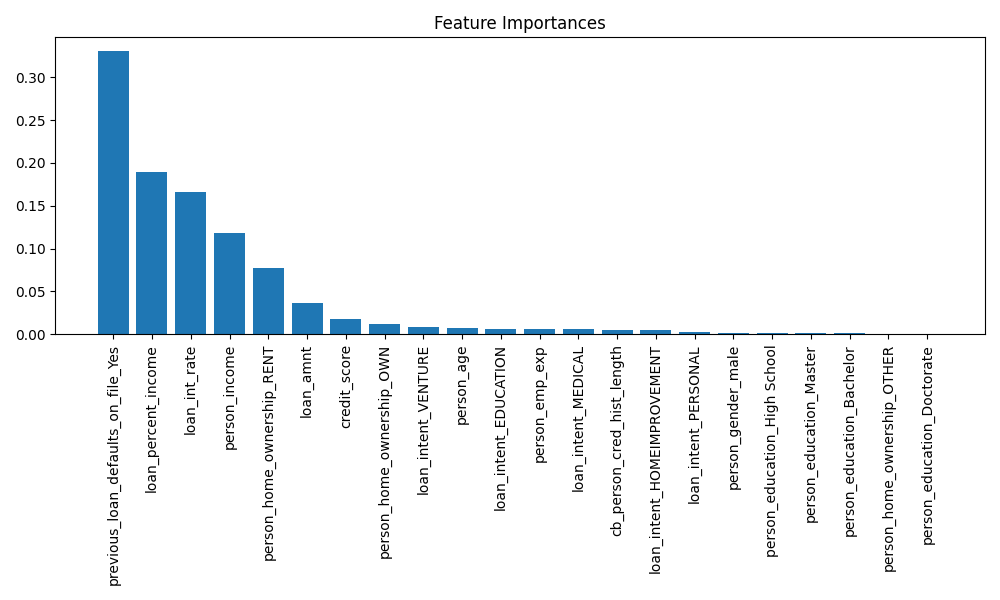 Feature Importances
0.30
0.25
0.20
0.15
0.10
0.05
0.00
previous_loan_defaults_on_file_Yes
loan_percent_income
loan_int_rate
person_income
person_home_ownership_RENT
loan_amnt
credit_score
person_home_ownership_OWN
loan_intent_VENTURE
person_age
loan_intent_EDUCATION
person_emp_exp
loan_intent_MEDICAL
cb_person_cred_hist_length
loan_intent_HOMEIMPROVEMENT
loan_intent_PERSONAL
person_gender_male
person_education_High School
person_education_Master
person_education_Bachelor
person_home_ownership_OTHER
person_education_Doctorate